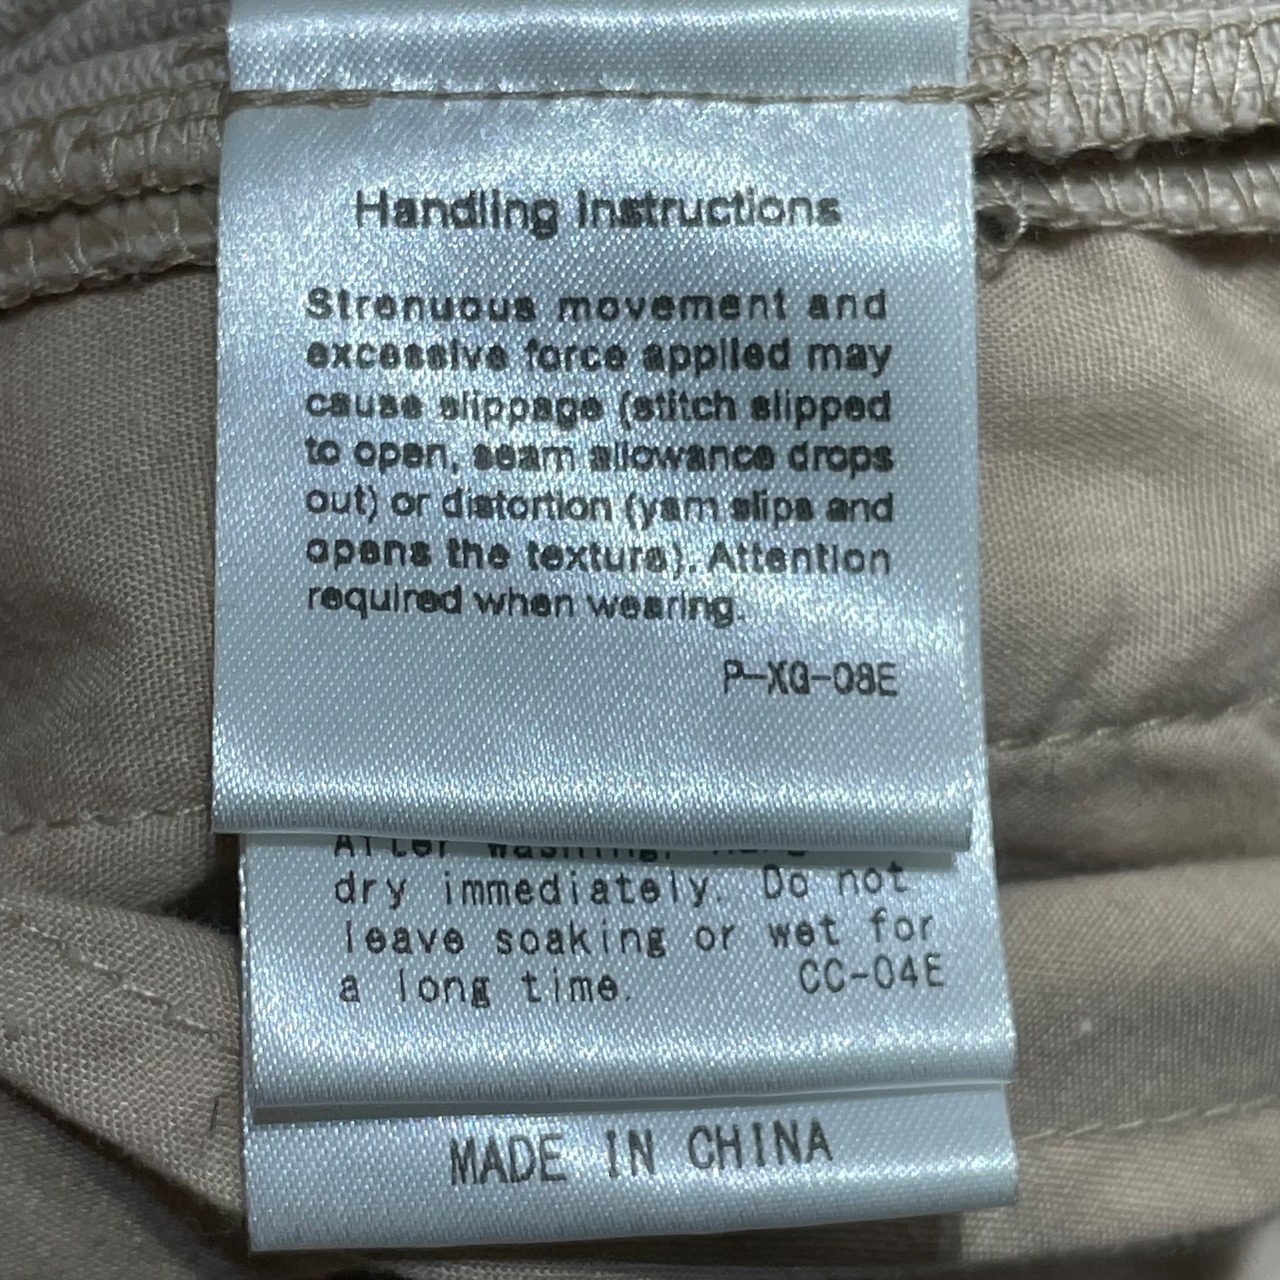 Handling Instructions
Strenuous movement and
excessive force applied may
cause slippage (stitch slipped
to open, seam allowance drops
out) or distortion (yarn slips and
opens the texture). Attention
required when wearing.
P-XG-08E
After washing,
dry immediately. Do not
leave soaking or wet for
a long time.
CC-04E
MADE IN CHINA